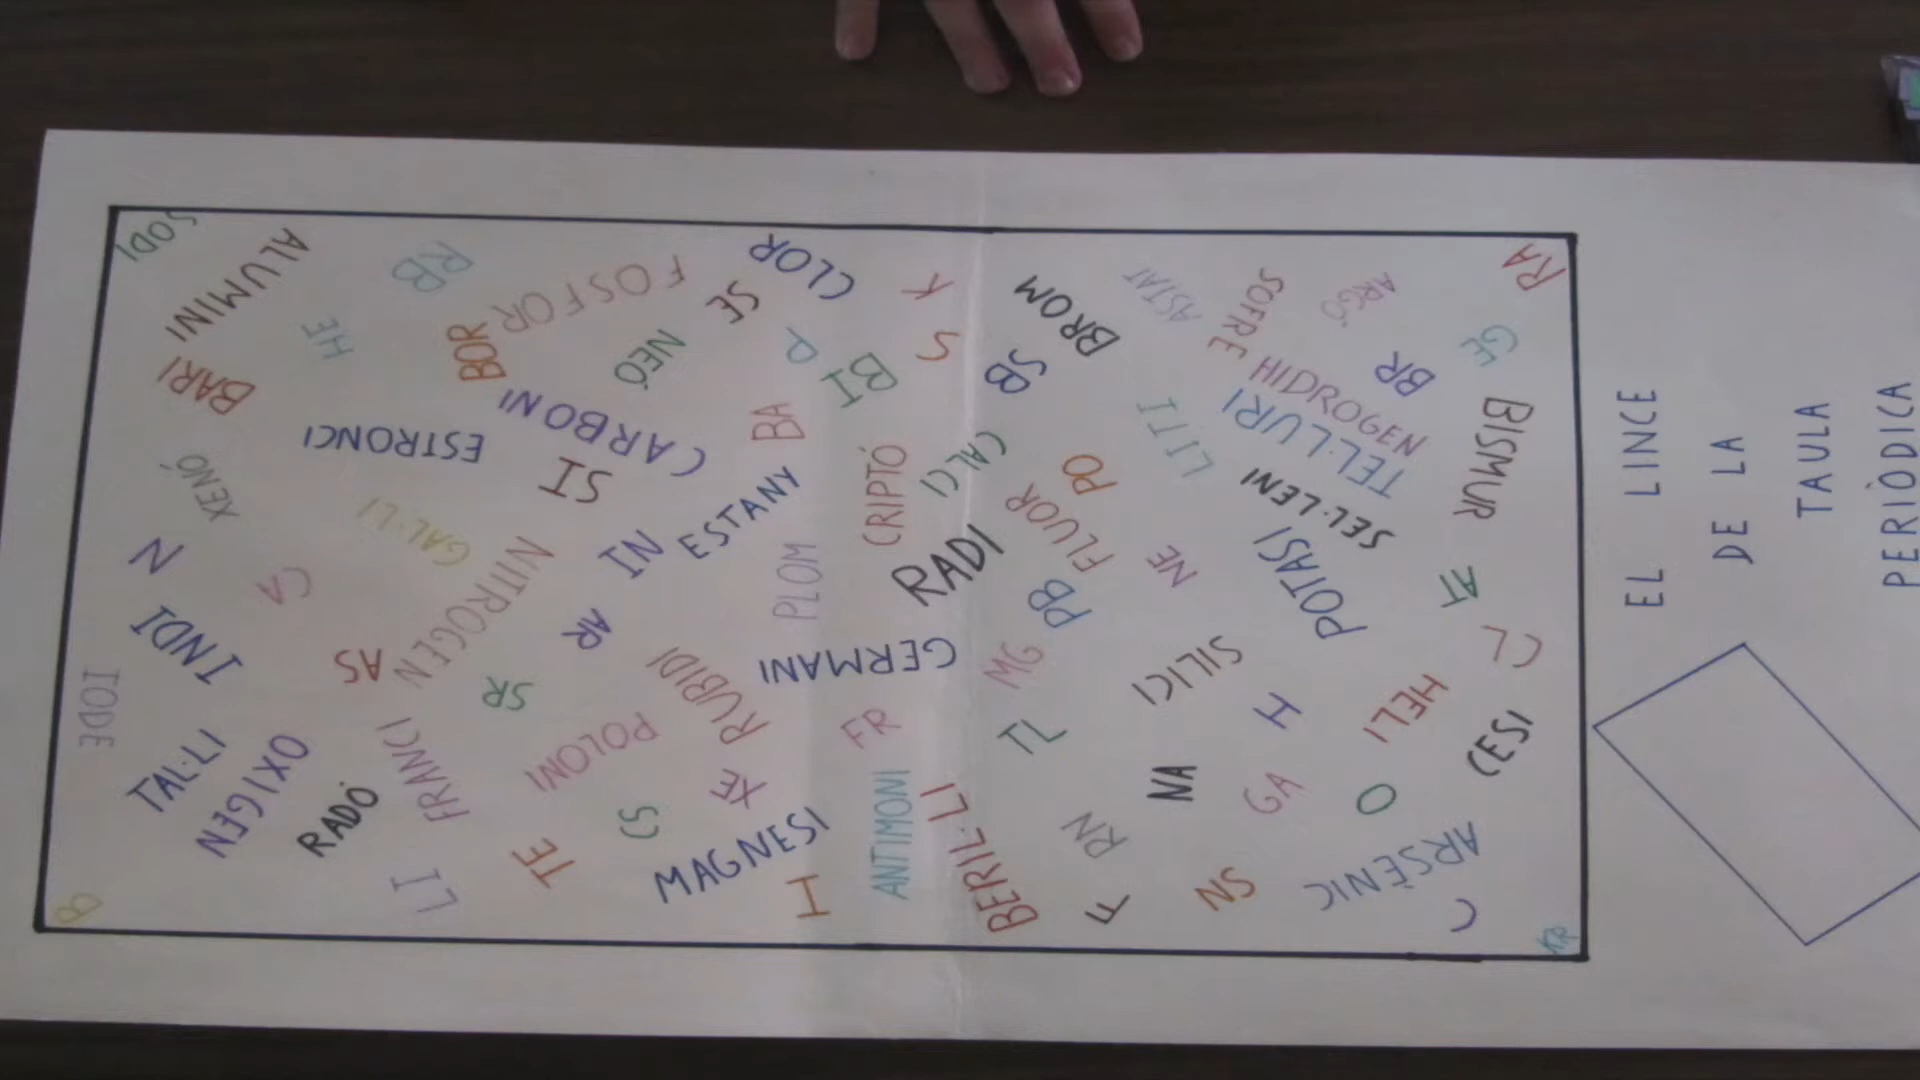 SODI
ALUMINI
RB
FOSFOR
CLOR
SE
K
BROM
ASTAT
SOFRE
ARGÓ
RA
BARI
HE
BOR
NEÓ
P
BI
S
SB
HIDROGEN
BR
GE
ESTRONCI
CARBONI
BA
CRIPTÓ
CALCI
PO
LITI
TEL·LURI
BISMUR
XENÓ
SI
GAL·LI
ESTANY
SEL·LENI
N
CA
NITROGEN
IN
PLOM
RADI
FLUOR
NE
POTASI
AT
INDI
AS
AR
PB
CL
IODE
SR
RUBIDI
GERMANI
MG
SILICI
H
HELI
TAL·LI
OXIGEN
FRANCI
POLONI
FR
TL
CESI
RADÓ
XE
CS
ANTIMONI
BERIL·LI
NA
GA
O
LI
TE
MAGNESI
I
RN
F
SN
ARSÈNIC
C
B
KR
EL LINCE
DE LA
TAULA
PERIÒDICA